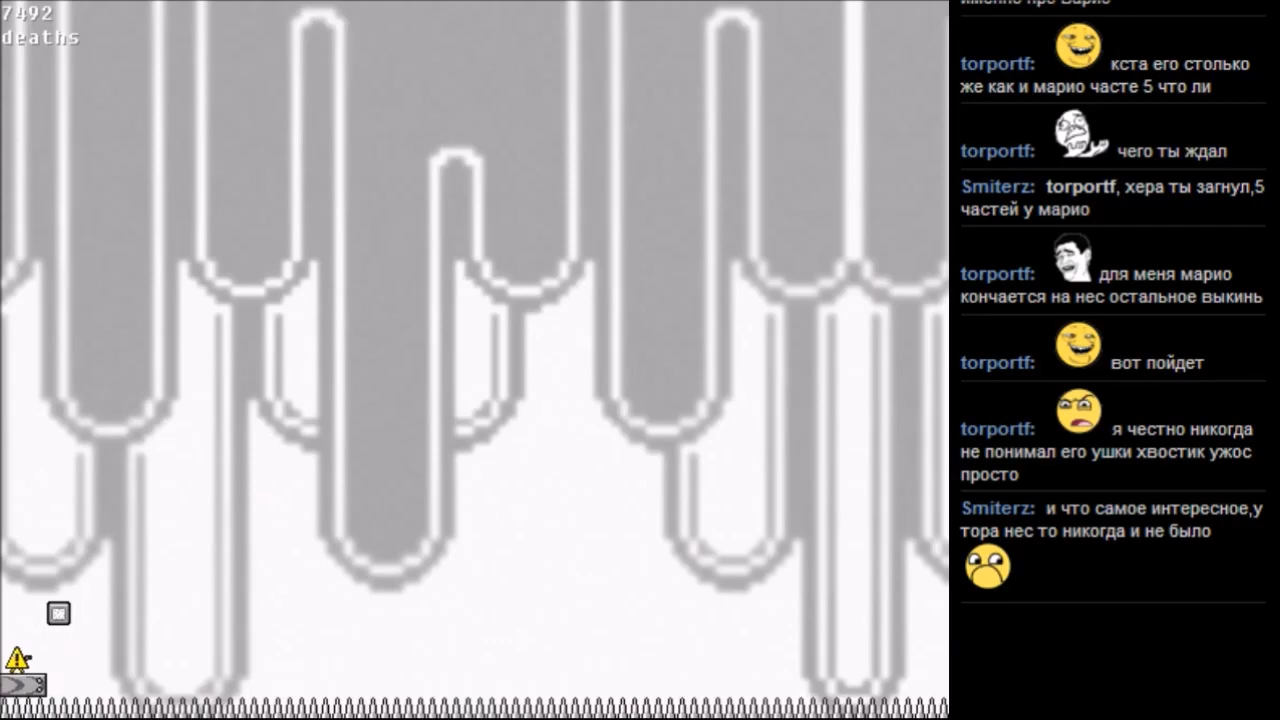 7492
deaths
именно про Варио
torportf: кста его столько
же как и марио часте 5 что ли
torportf: чего ты ждал
Smiterz: torportf, хера ты загнул,5
частей у марио
torportf: для меня марио
кончается на нес остальное выкинь
torportf: вот пойдет
torportf: я честно никогда
не понимал его ушки хвостик ужос
просто
Smiterz: и что самое интересное,у
тора нес то никогда и не было